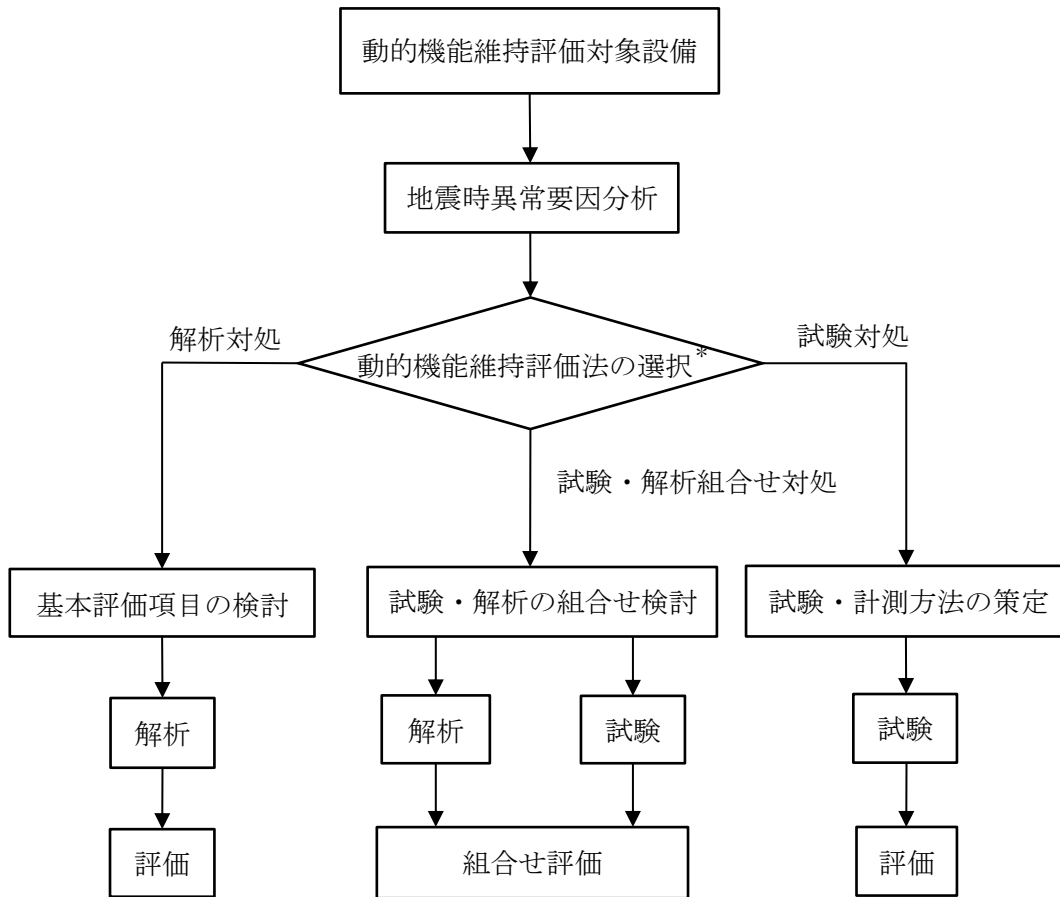 動的機能維持評価対象設備
地震時異常要因分析
解析対処
試験対処
動的機能維持評価法の選択*
試験・解析組合せ対処
基本評価項目の検討
試験・解析の組合せ検討
試験・計測方法の策定
解析
解析
試験
試験
評価
組合せ評価
評価